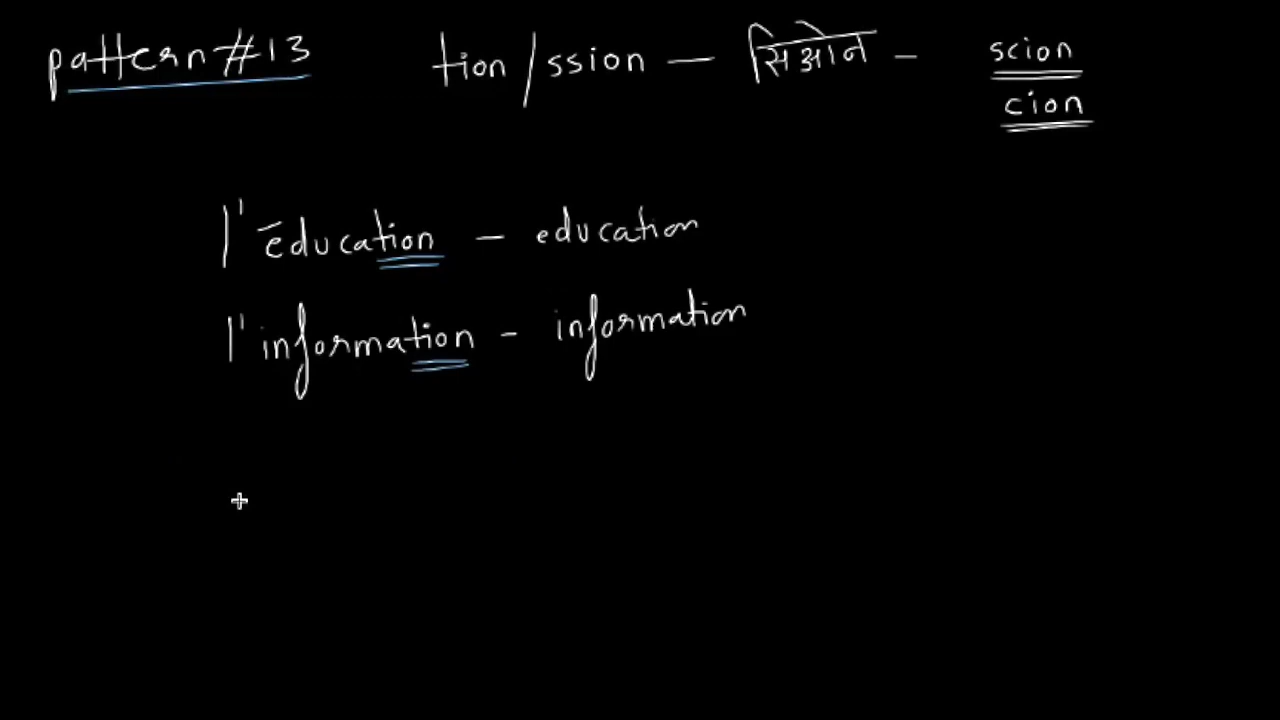 pattern #13 tion/ssion — सिओन - scion
cion
l'éducation - education
l'information - information